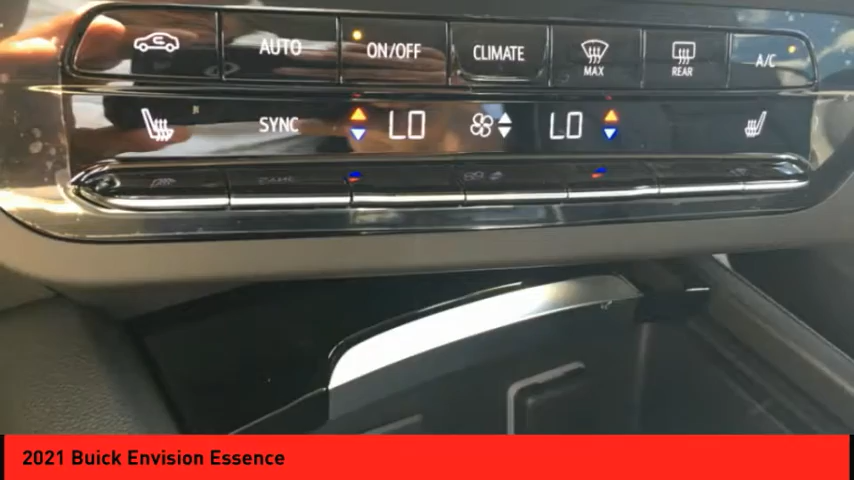 AUTO ON/OFF CLIMATE MAX REAR A/C
SYNC LO LO
2021 Buick Envision Essence